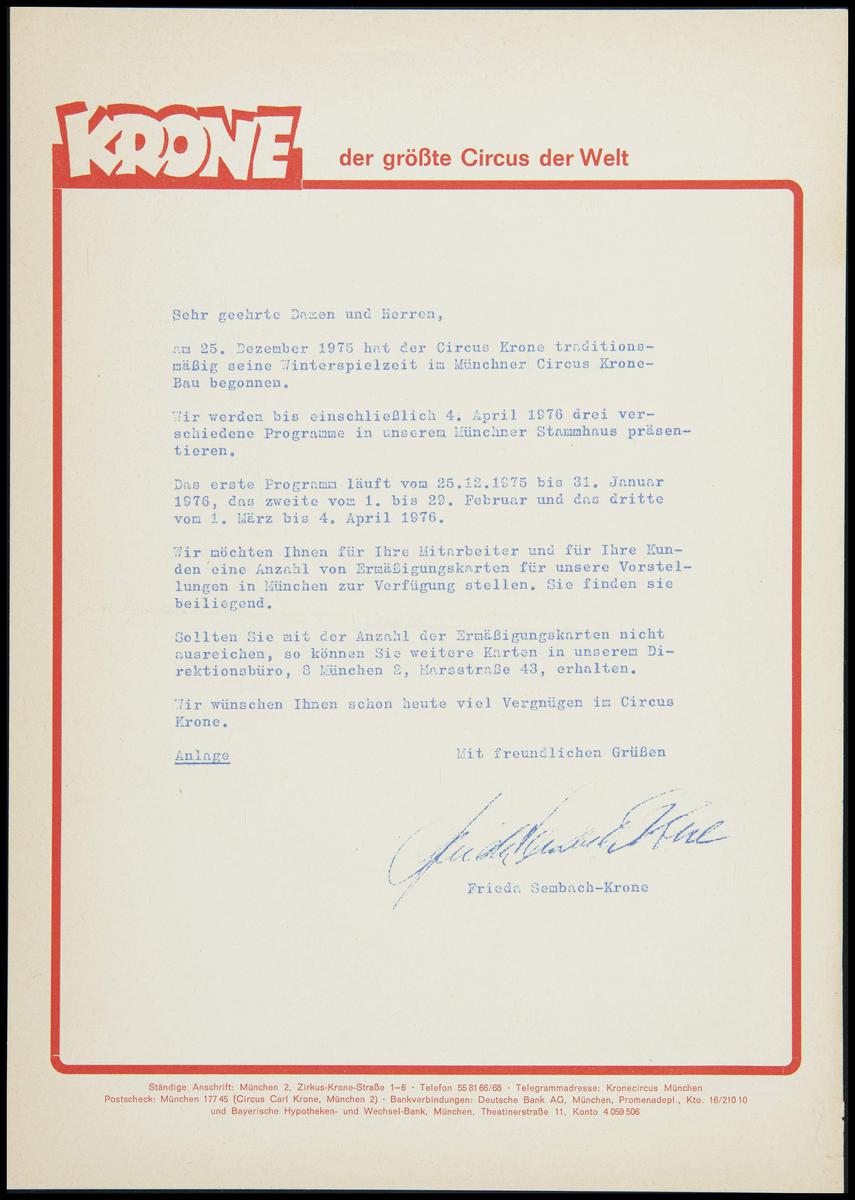 KRONE
der größte Circus der Welt
Sehr geehrte Damen und Herren,
am 25. Dezember 1975 hat der Circus Krone traditions-
mäßig seine Winterspielzeit im Münchner Circus Krone-
Bau begonnen.
Wir werden bis einschließlich 4. April 1976 drei ver-
schiedene Programme in unserem Münchner Stammhaus präsen-
tieren.
Das erste Programm läuft vom 25.12.1975 bis 31. Januar
1976, das zweite vom 1. bis 29. Februar und das dritte
vom 1. März bis 4. April 1976.
Wir möchten Ihnen für Ihre Mitarbeiter und für Ihre Kun-
den eine Anzahl von Ermäßigungskarten für unsere Vorstel-
lungen in München zur Verfügung stellen. Sie finden sie
beiliegend.
Sollten Sie mit der Anzahl der Ermäßigungskarten nicht
ausreichen, so können Sie weitere Karten in unserem Di-
rektionsbüro, 8 München 2, Marsstraße 43, erhalten.
Wir wünschen Ihnen schon heute viel Vergnügen im Circus
Krone.
Anlage Mit freundlichen Grüßen
Frieda Sembach-Krone
Frieda Sembach-Krone
Ständige Anschrift: München 2, Zirkus-Krone-Straße 1–6 · Telefon 55 81 66/68 · Telegrammadresse: Kronecircus München
Postscheck: München 177 45 (Circus Carl Krone, München 2) · Bankverbindungen: Deutsche Bank AG, München, Promenadepl., Kto. 16/210 10
und Bayerische Hypotheken- und Wechsel-Bank, München, Theatinerstraße 11, Konto 4 059 506